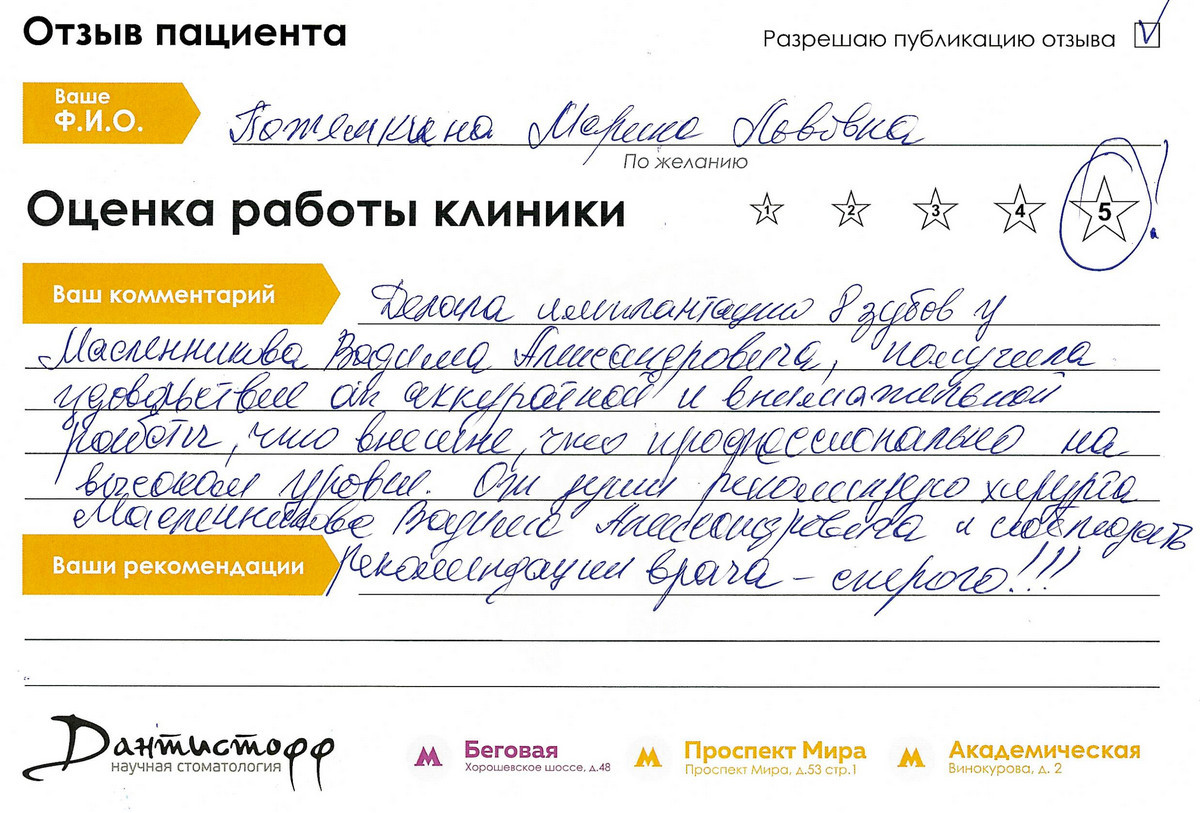 Отзыв пациента
Разрешаю публикацию отзыва
Ваше
Ф.И.О.
Потемкина Марина Львовна
По желанию
Оценка работы клиники
1 2 3 4 5 !
Ваш комментарий
Делала имплантацию 8 зубов у
Масленникова Вадима Александровича, получила
удовольствие от аккуратной и внимательной
работы, что внешне, что профессионально на
высоком уровне. От души рекомендую хирурга
Масленникова Вадима Александровича и соблюдать
Ваши рекомендации
рекомендации врача –!!!
Дантистофф
научная стоматология
Беговая
Хорошевское шоссе, д.48
Проспект Мира
Проспект Мира, д.53 стр.1
Академическая
Винокурова, д. 2